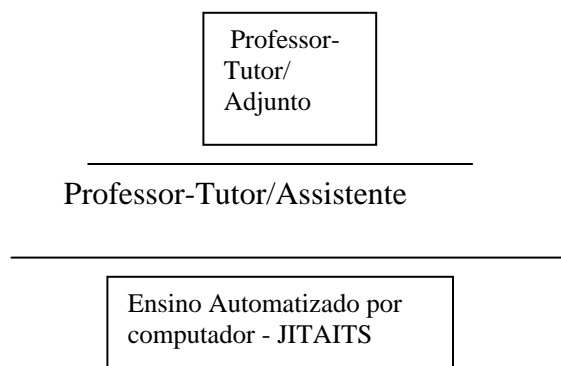 Professor-
Tutor/
Adjunto
Professor-Tutor/Assistente
Ensino Automatizado por
computador - JITAITS